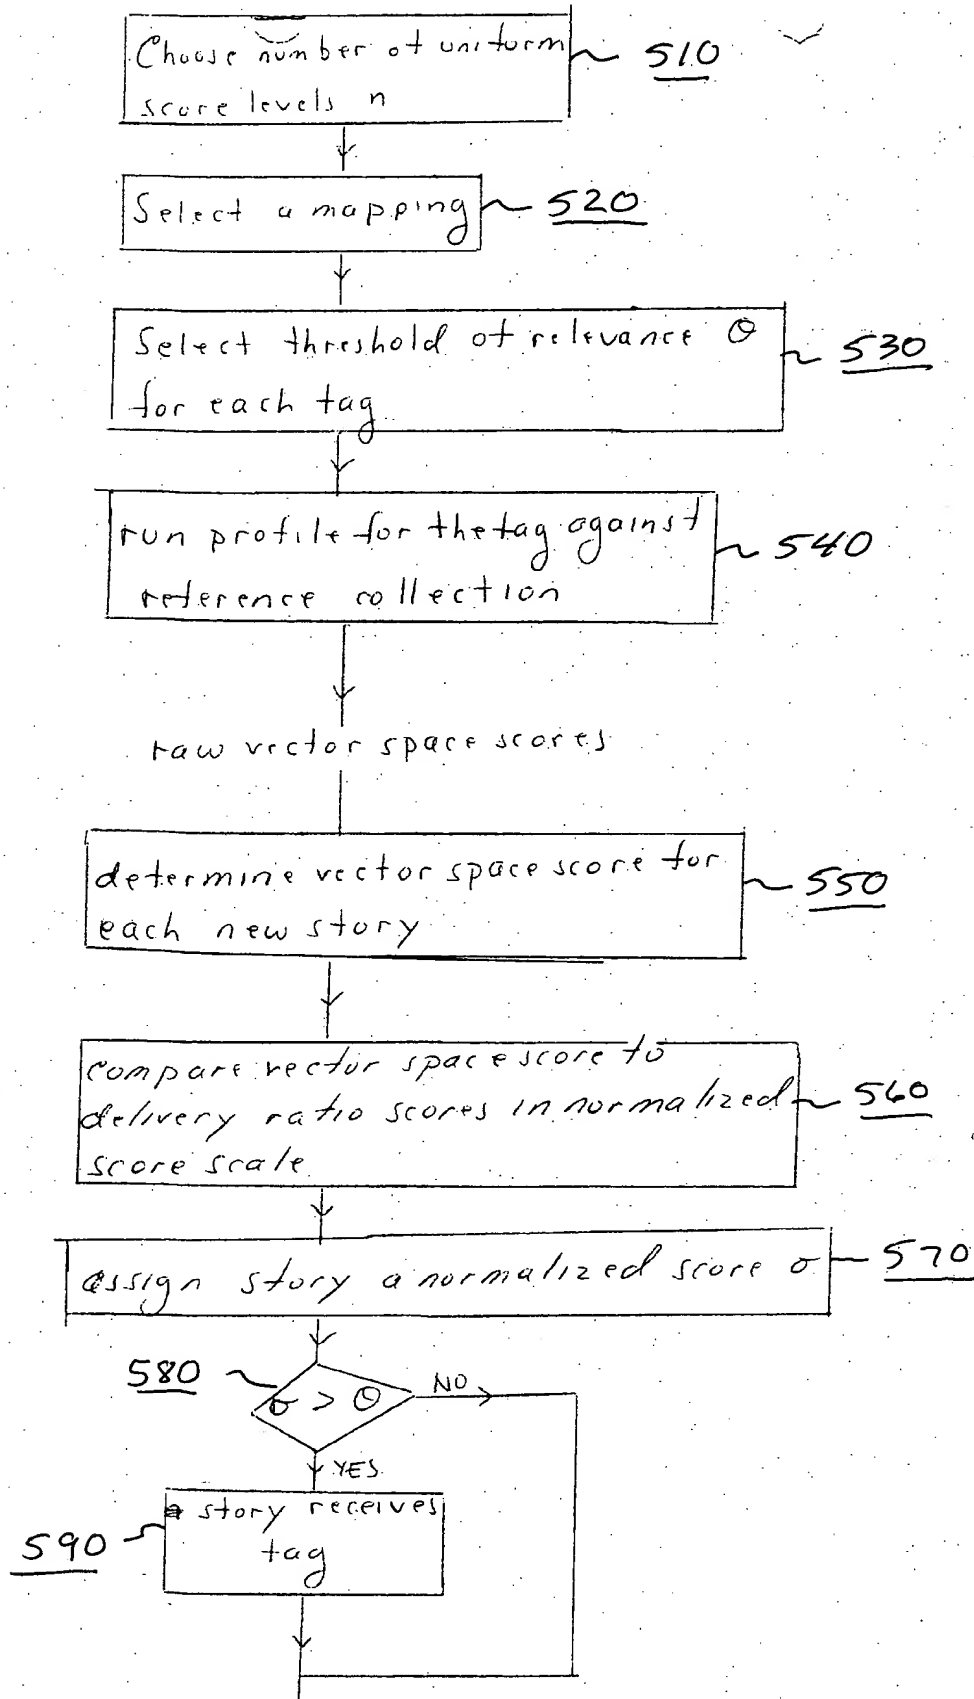 Choose number of uniform
score levels n
510
Select a mapping
520
Select threshold of relevance Θ
for each tag
530
run profile for the tag against
reference collection
540
raw vector space scores
determine vector space score for
each new story
550
compare vector space score to
delivery ratio scores in normalized
score scale
560
assign story a normalized score σ
570
580
σ > Θ
NO
YES
story receives
tag
590